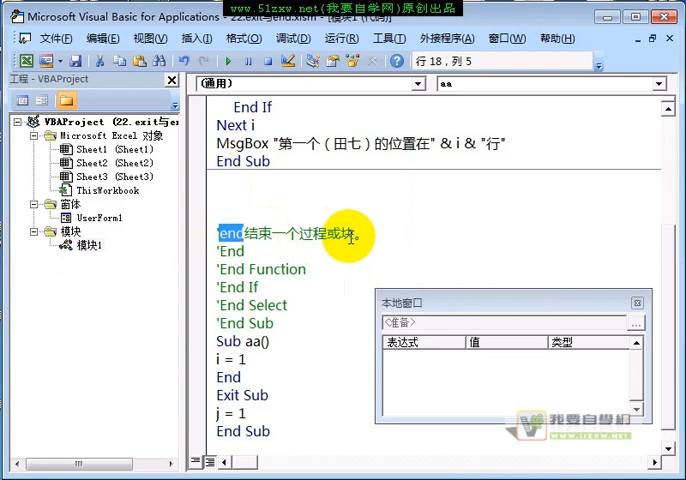 www.51zxw.net(我要自学网)原创出品
Microsoft Visual Basic for Applications - 22.exit与end.xlsm - [模块1 (代码)]
文件(F) 编辑(E) 视图(V) 插入(I) 格式(O) 调试(D) 运行(R) 工具(T) 外接程序(A) 窗口(W) 帮助(H)
行 18, 列 5
工程 - VBAProject
(通用) aa
VBAProject (22.exit与e
Microsoft Excel 对象
Sheet1 (Sheet1)
Sheet2 (Sheet2)
Sheet3 (Sheet3)
ThisWorkbook
窗体
UserForm1
模块
模块1
End If
Next i
MsgBox "第一个（田七）的位置在" & i & "行"
End Sub
'end结束一个过程或块。
'End
'End Function
'End If
'End Select
'End Sub
Sub aa()
i = 1
End
Exit Sub
j = 1
End Sub
本地窗口
<准备>
...
表达式 值 类型
我要自学网
WWW.51ZXW.NET